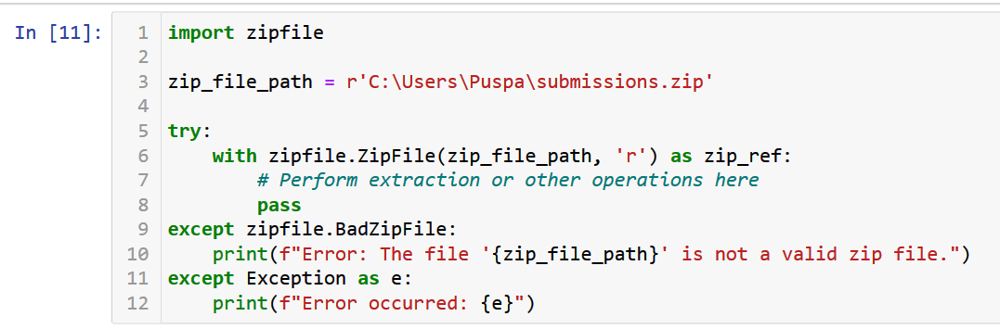 In [11]:
1 import zipfile
2
3 zip_file_path = r'C:\Users\Puspa\submissions.zip'
4
5 try:
6     with zipfile.ZipFile(zip_file_path, 'r') as zip_ref:
7         # Perform extraction or other operations here
8         pass
9 except zipfile.BadZipFile:
10     print(f"Error: The file '{zip_file_path}' is not a valid zip file.")
11 except Exception as e:
12     print(f"Error occurred: {e}")